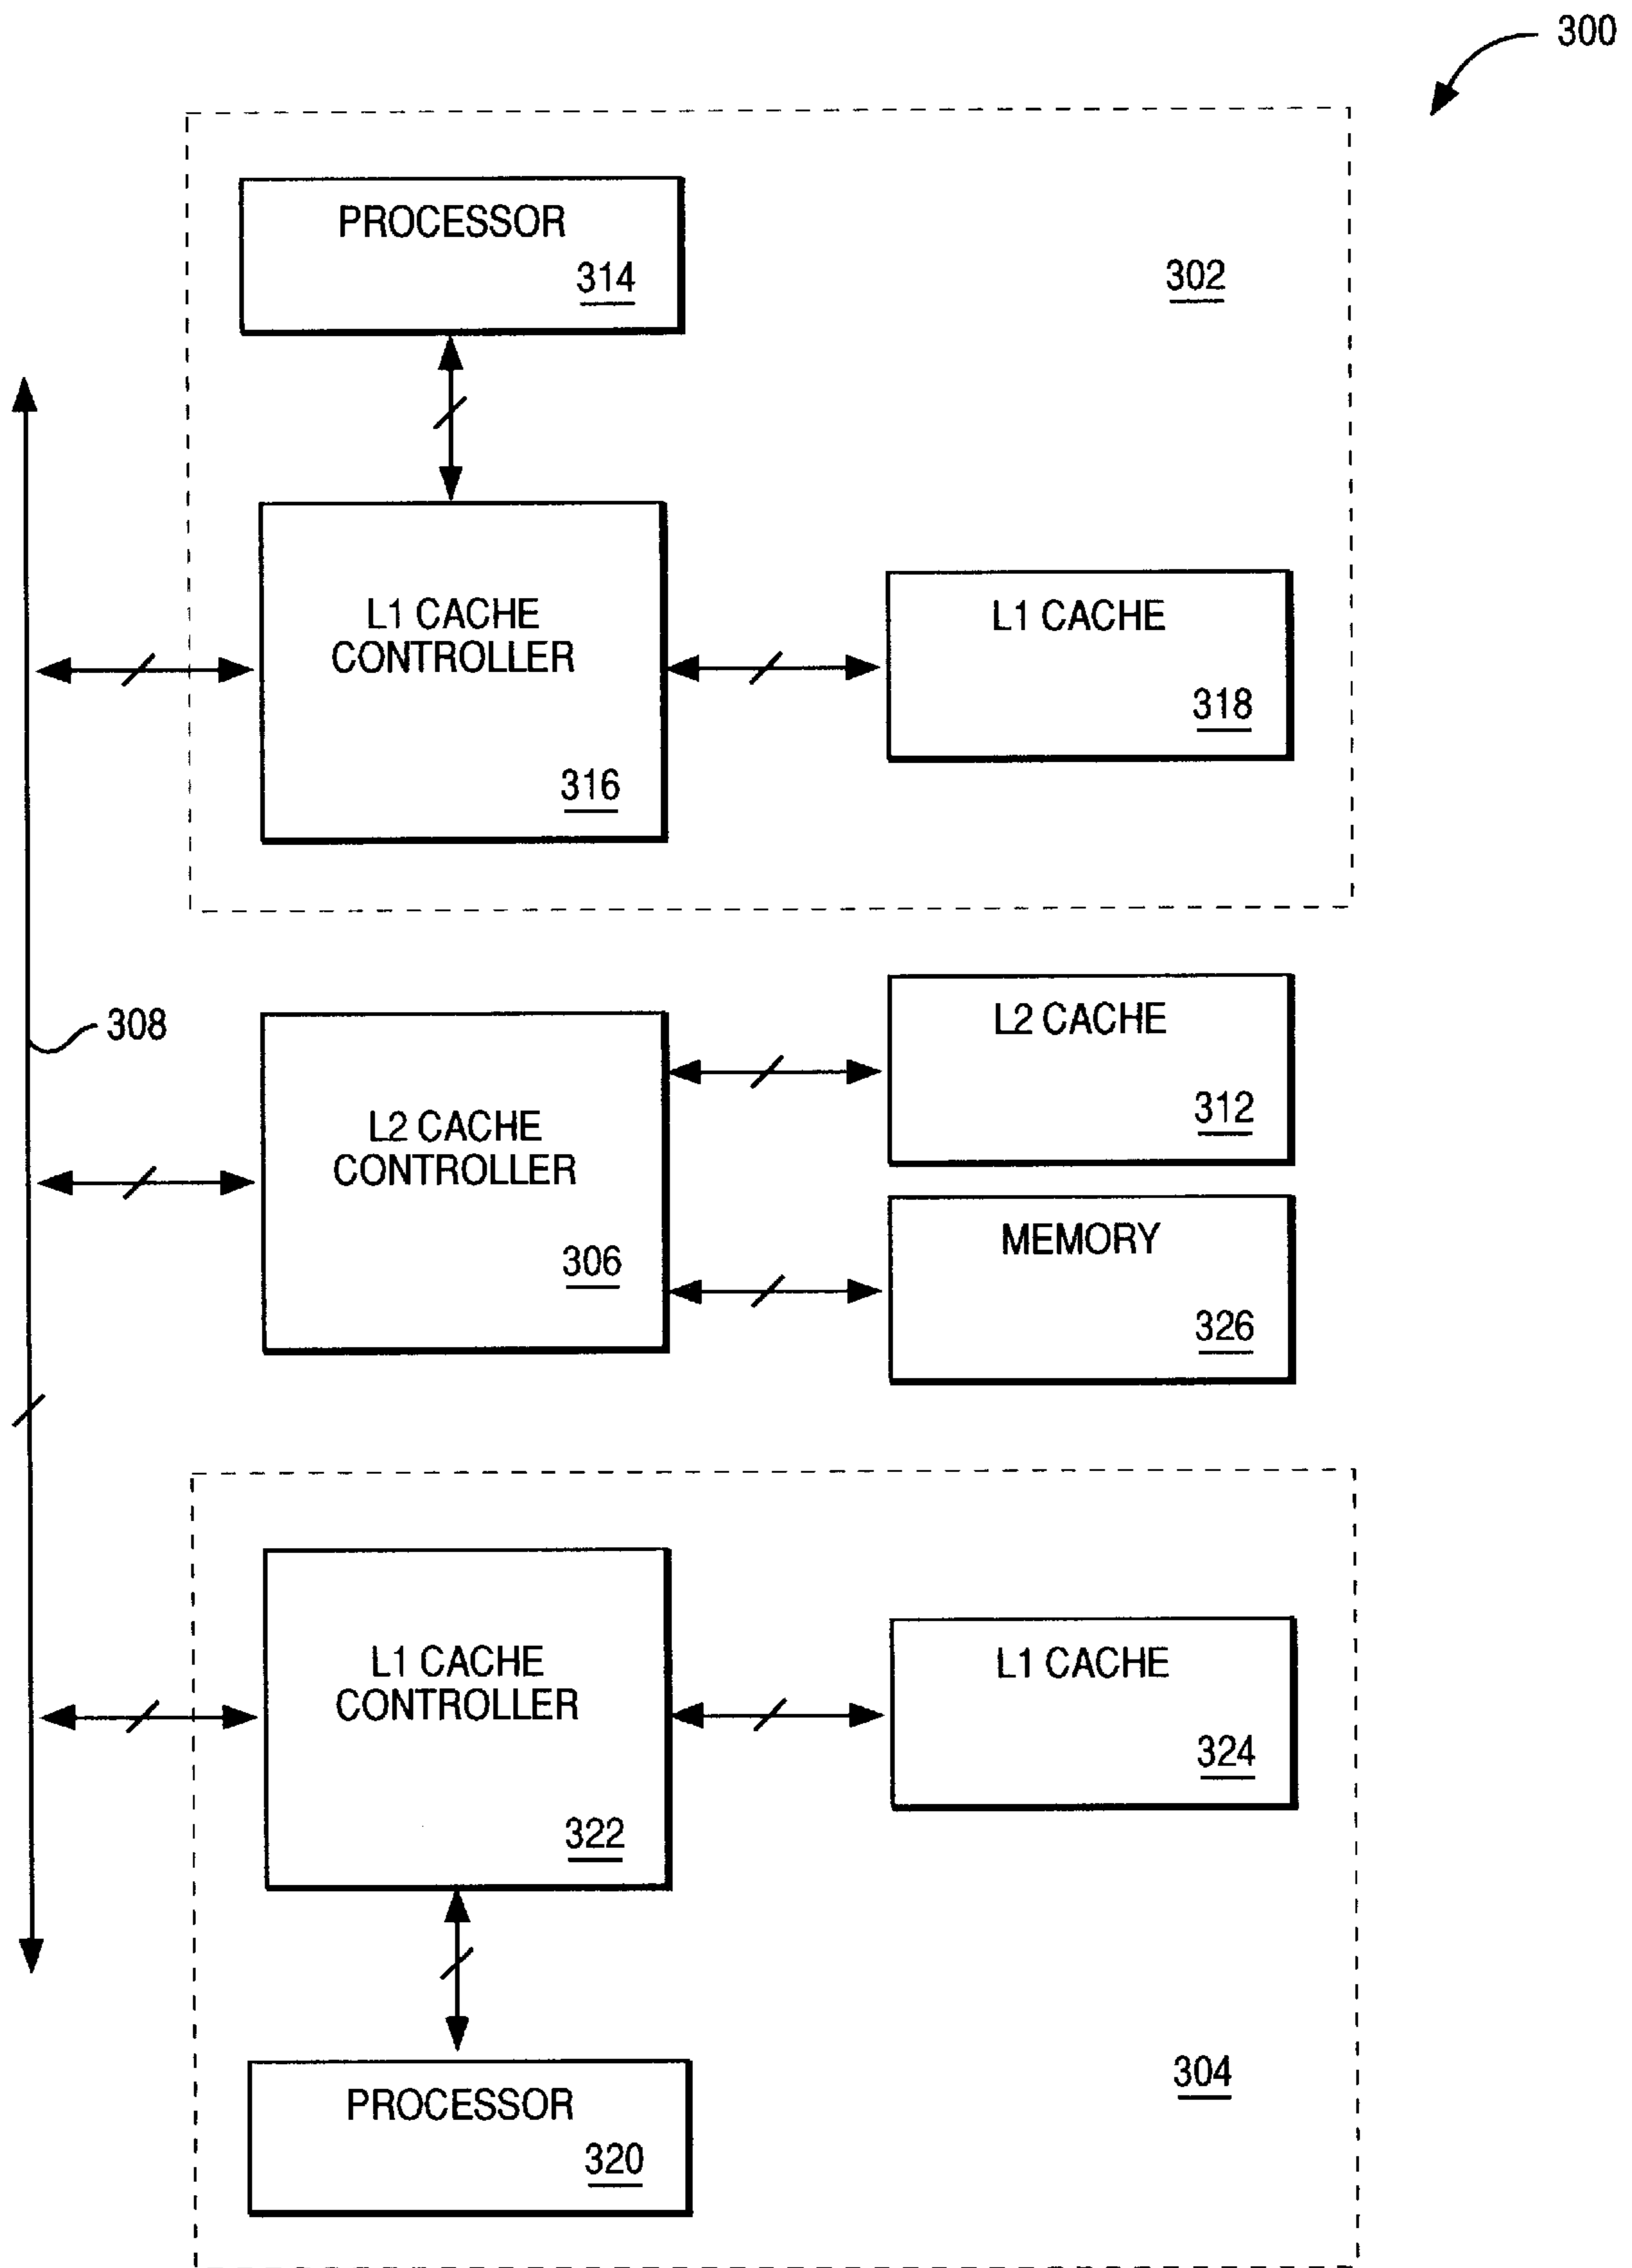 300
PROCESSOR
314
302
L1 CACHE
CONTROLLER
316
L1 CACHE
318
308
L2 CACHE
CONTROLLER
306
L2 CACHE
312
MEMORY
326
L1 CACHE
CONTROLLER
322
L1 CACHE
324
PROCESSOR
320
304